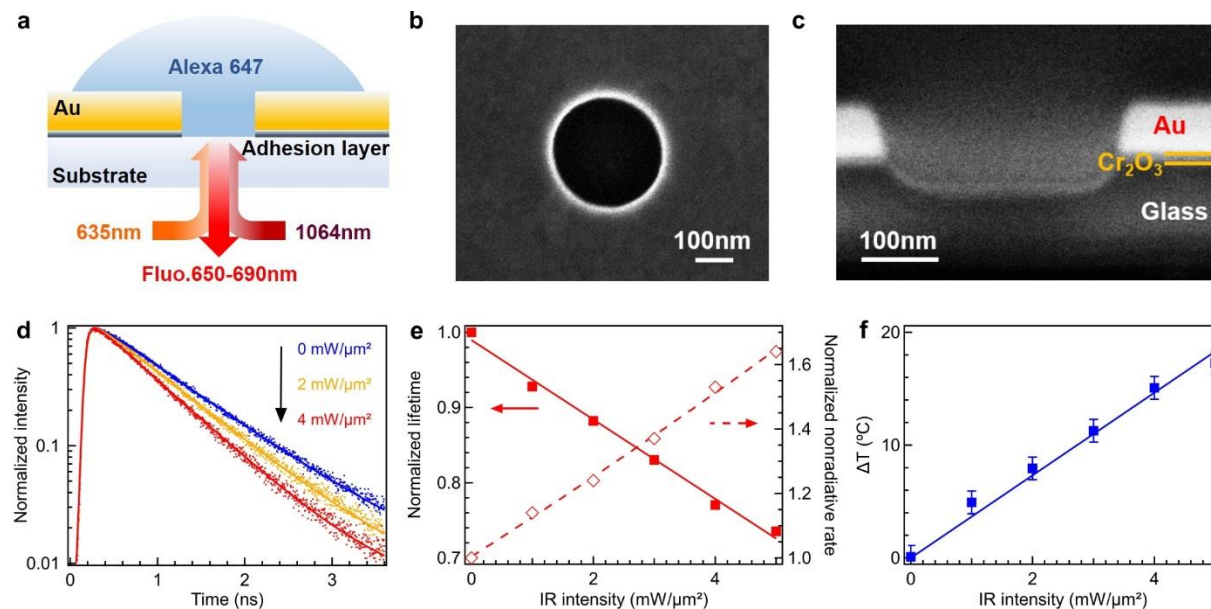 a
Alexa 647
Au
Adhesion layer
Substrate
635nm
1064nm
Fluo.650-690nm
b
100nm
c
Au
Cr₂O₃
Glass
100nm
d
Normalized intensity
1
0.1
0.01
0 mW/µm²
2 mW/µm²
4 mW/µm²
0
1
2
3
Time (ns)
e
Normalized lifetime
1.0
0.9
0.8
0.7
1.6
1.4
1.2
1.0
Normalized nonradiative
rate
0
2
4
IR intensity (mW/µm²)
f
ΔT (°C)
20
10
0
0
2
4
IR intensity (mW/µm²)